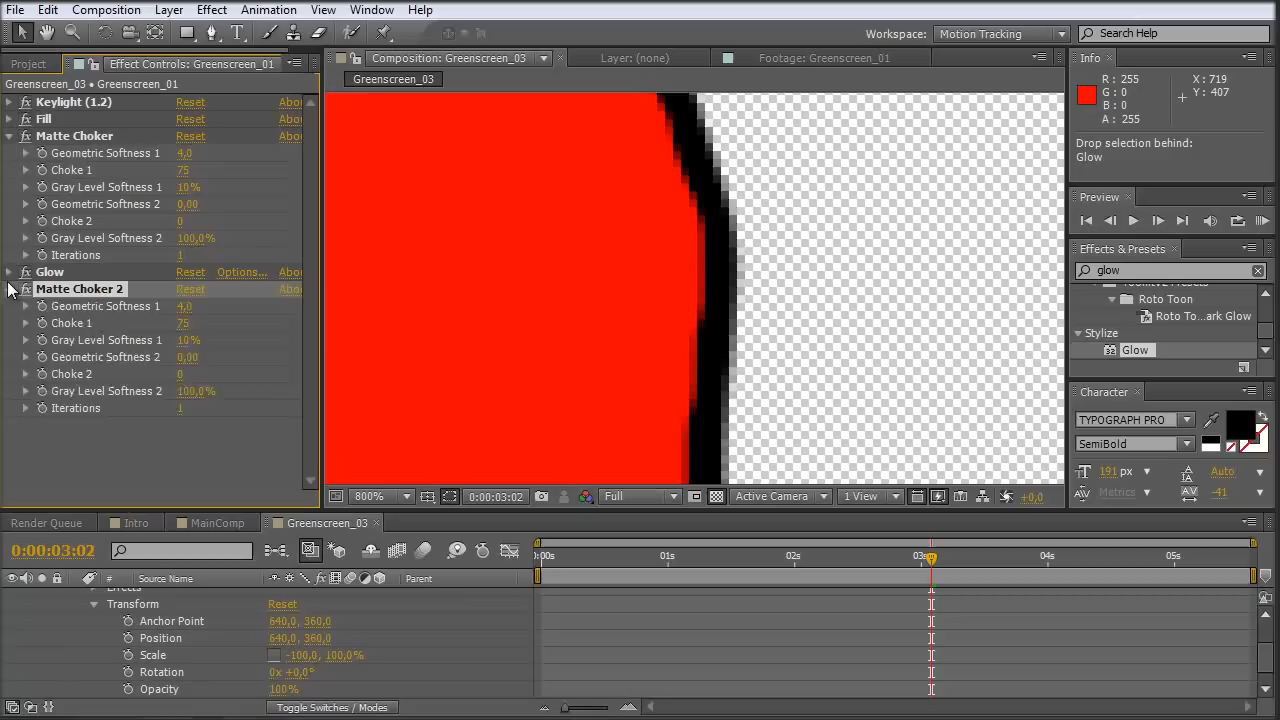 File Edit Composition Layer Effect Animation View Window Help
Workspace: Motion Tracking Search Help
Project Effect Controls: Greenscreen_01 Composition: Greenscreen_03 Layer: (none) Footage: Greenscreen_01 Info
Greenscreen_03 • Greenscreen_01 Greenscreen_03
R: 255 X: 719
G: 0 Y: 407
B: 0
A: 255
Drop selection behind:
Glow
Keylight (1.2) Reset Abou
Fill Reset Abou
Matte Choker Reset Abou
Geometric Softness 1 4,0
Choke 1 75
Gray Level Softness 1 10%
Geometric Softness 2 0,00
Choke 2 0
Gray Level Softness 2 100,0%
Iterations 1
Glow Reset Options... Abou
Matte Choker 2 Reset Abou
Geometric Softness 1 4,0
Choke 1 75
Gray Level Softness 1 10%
Geometric Softness 2 0,00
Choke 2 0
Gray Level Softness 2 100,0%
Iterations 1
Preview
Effects & Presets
glow
Roto Toon
Roto To...ark Glow
Stylize
32 Glow
Character
TYPOGRAPH PRO
SemiBold
191 px Auto
Metrics -41
800% 0:00:03:02 Full Active Camera 1 View +0,0
Render Queue Intro MainComp Greenscreen_03
0:00:03:02
:00s 01s 02s 03s 04s 05s
# Source Name Parent
Transform Reset
Anchor Point 640,0, 360,0
Position 640,0, 360,0
Scale -100,0, 100,0%
Rotation 0x +0,0°
Opacity 100%
Toggle Switches / Modes